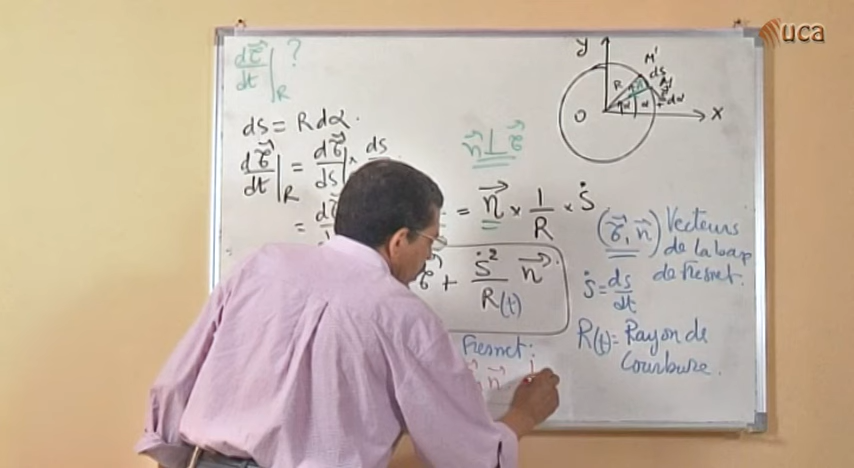 uca
dτ⃗/dt|R ?
y
M'
ds
R
dα
O
α
α
X
ds = Rdα.
n⃗ ⊥ τ⃗
dτ⃗/dt|R = dτ⃗/ds| × ds
= = n⃗ × 1/R × ṡ
τ⃗ + ṡ²/R(t) n⃗.
(τ⃗, n⃗) Vecteurs
de la base
de Fresnet.
ṡ = ds/dt
R(t) = Rayon de
Courbure.
Fresnet:
, n⃗